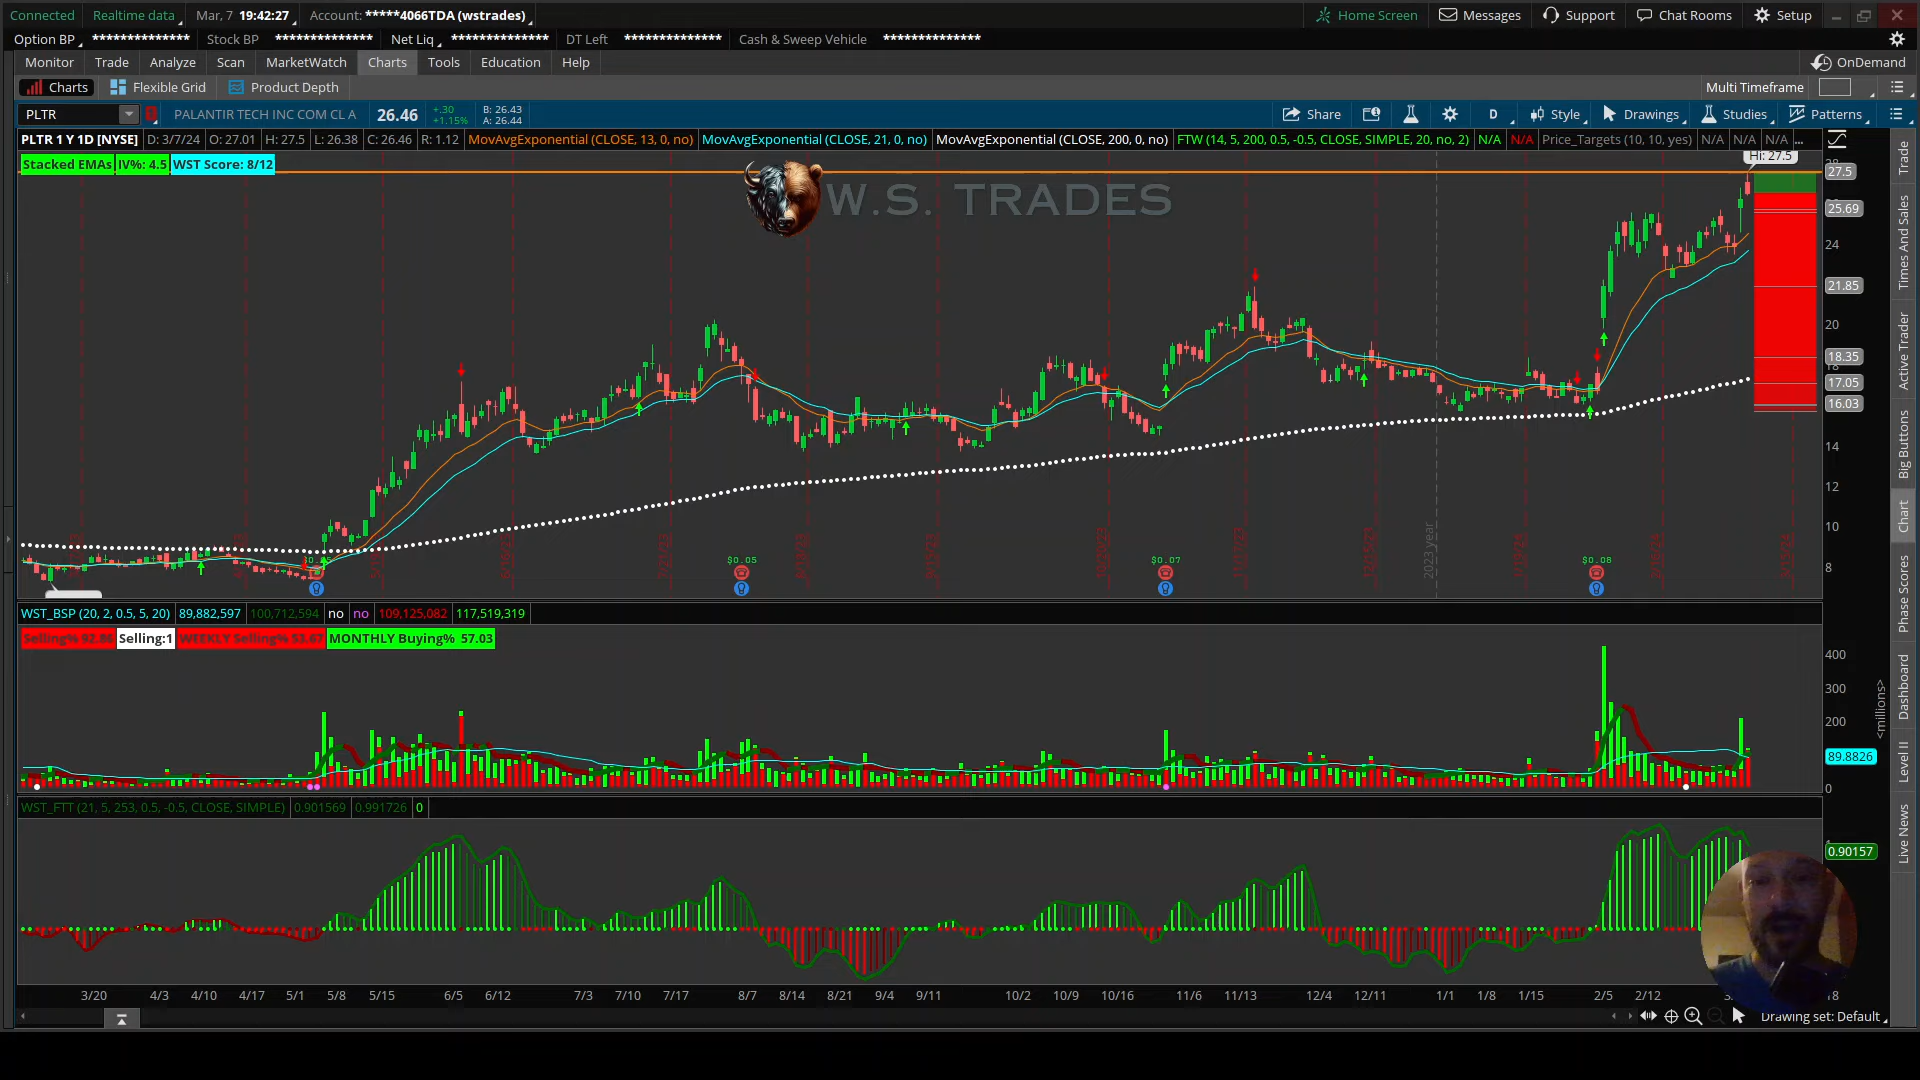 Connected Realtime data Mar, 7 19:42:27 Account: *****4066TDA (wstrades) Home Screen Messages Support Chat Rooms Setup
Option BP ************** Stock BP ************** Net Liq ************** DT Left ************** Cash & Sweep Vehicle **************
Monitor Trade Analyze Scan MarketWatch Charts Tools Education Help OnDemand
Charts Flexible Grid Product Depth Multi Timeframe
PLTR PALANTIR TECH INC COM CL A 26.46 +.30 +1.15% B: 26.43 A: 26.44 Share D Style Drawings Studies Patterns
PLTR 1 Y 1D [NYSE] D: 3/7/24 O: 27.01 H: 27.5 L: 26.38 C: 26.46 R: 1.12 MovAvgExponential (CLOSE, 13, 0, no) MovAvgExponential (CLOSE, 21, 0, no) MovAvgExponential (CLOSE, 200, 0, no) FTW (14, 5, 200, 0.5, -0.5, CLOSE, SIMPLE, 20, no, 2) N/A N/A Price_Targets (10, 10, yes) N/A N/A N/A ...
Stacked EMAs IV%: 4.5 WST Score: 8/12
Hi: 27.5
W.S. TRADES
27.5
25.69
24
21.85
20
18.35
17.05
16.03
14
12
10
8
2023 year
$0.05 $0.07 $0.08
WST_BSP (20, 2, 0.5, 5, 20) 89,882,597 100,712,594 no no 109,125,082 117,519,319
Selling% 92.86 Selling:1 WEEKLY Selling% 53.67 MONTHLY Buying% 57.03
400
300
200
89.8826
0
<millions>
WST_FTT (21, 5, 253, 0.5, -0.5, CLOSE, SIMPLE) 0.901569 0.991726 0
0.90157
3/20 4/3 4/10 4/17 5/1 5/8 5/15 6/5 6/12 7/3 7/10 7/17 8/7 8/14 8/21 9/4 9/11 10/2 10/9 10/16 11/6 11/13 12/4 12/11 1/1 1/8 1/15 2/5 2/12 18
Drawing set: Default
Trade
Times And Sales
Active Trader
Big Buttons
Chart
Phase Scores
Dashboard
Level II
Live News